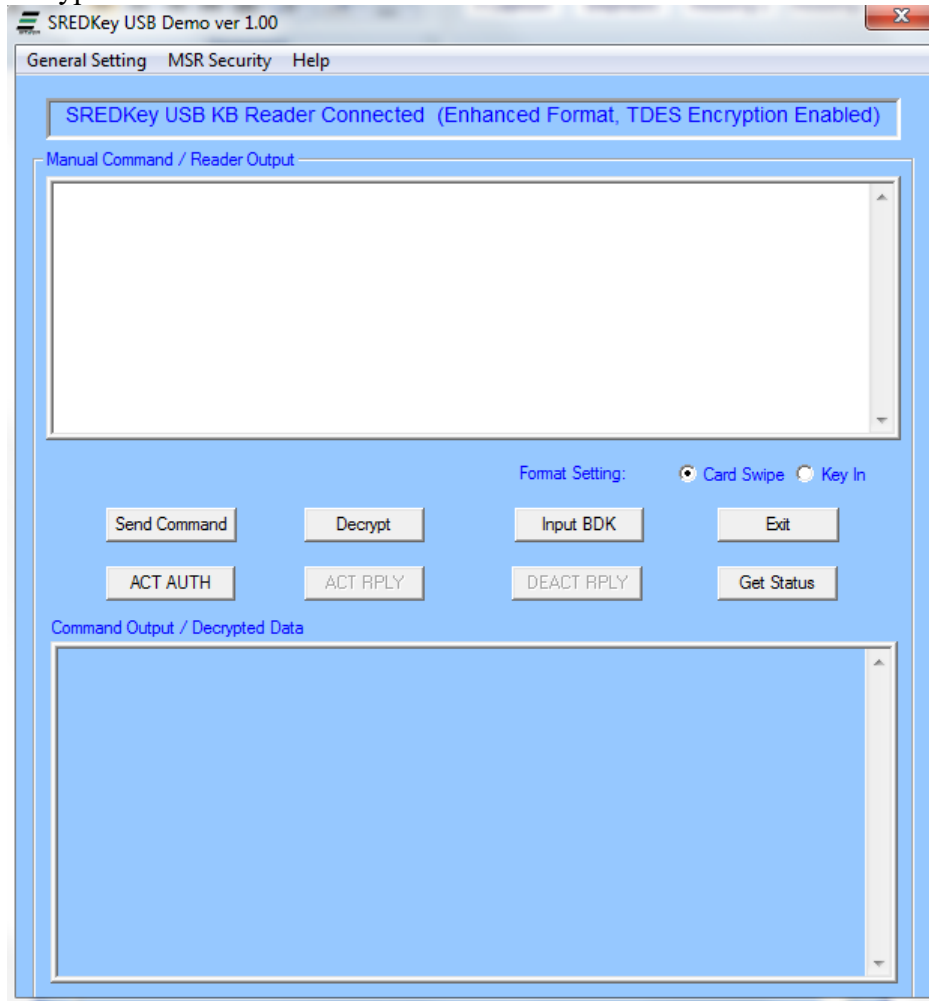 SREDKey USB Demo ver 1.00
General Setting MSR Security Help
SREDKey USB KB Reader Connected (Enhanced Format, TDES Encryption Enabled)
Manual Command / Reader Output
Format Setting: Card Swipe Key In
Send Command Decrypt Input BDK Exit
ACT AUTH ACT RPLY DEACT RPLY Get Status
Command Output / Decrypted Data